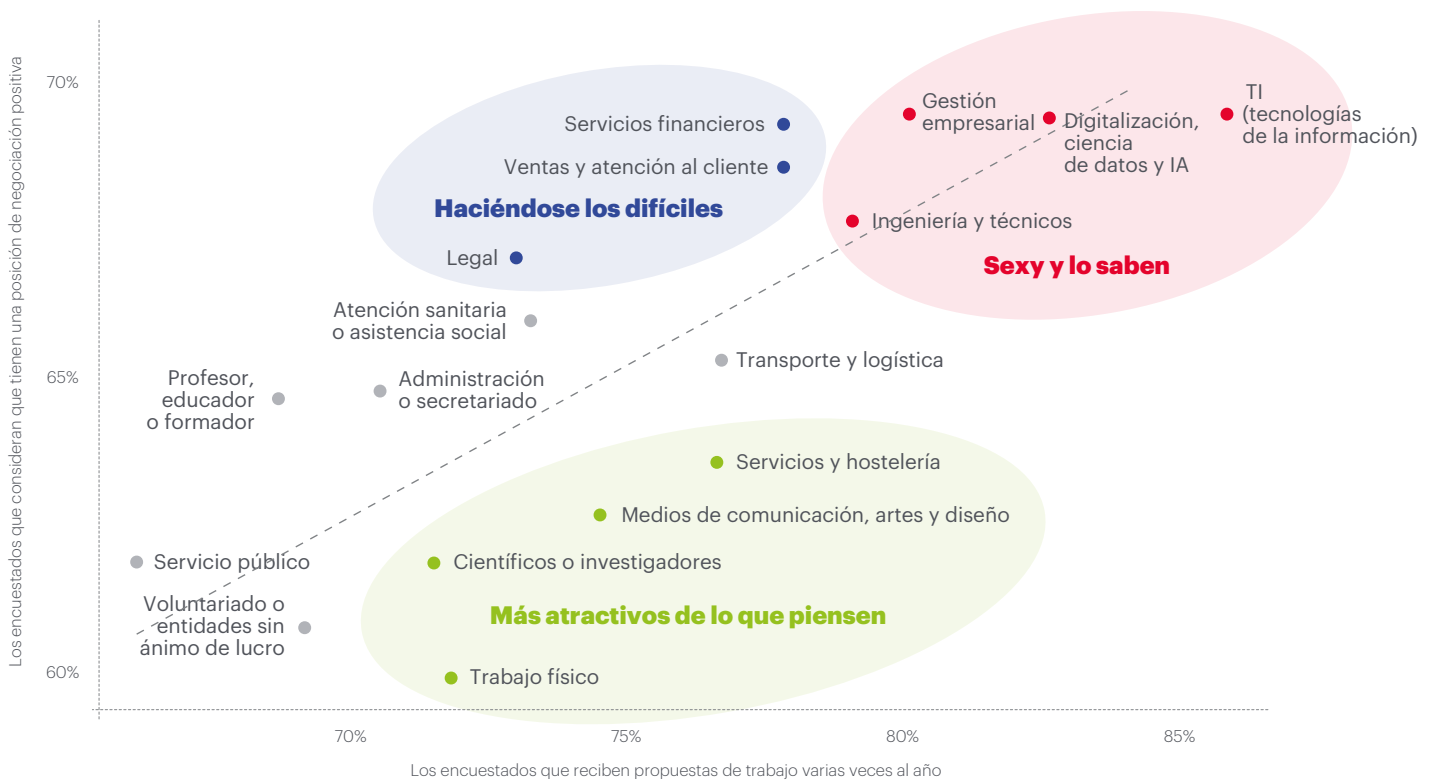 Los encuestados que consideran que tienen una posición de negociación positiva
70%
65%
60%
Servicios financieros
Ventas y atención al cliente
Haciéndose los difíciles
Legal
Gestión
empresarial
Digitalización,
ciencia
de datos y IA
TI
(tecnologías
de la información)
Ingeniería y técnicos
Sexy y lo saben
Atención sanitaria
o asistencia social
Profesor,
educador
o formador
Administración
o secretariado
Transporte y logística
Servicios y hostelería
Medios de comunicación, artes y diseño
Servicio público
Científicos o investigadores
Voluntariado o
entidades sin
ánimo de lucro
Más atractivos de lo que piensen
Trabajo físico
70%
75%
80%
85%
Los encuestados que reciben propuestas de trabajo varias veces al año